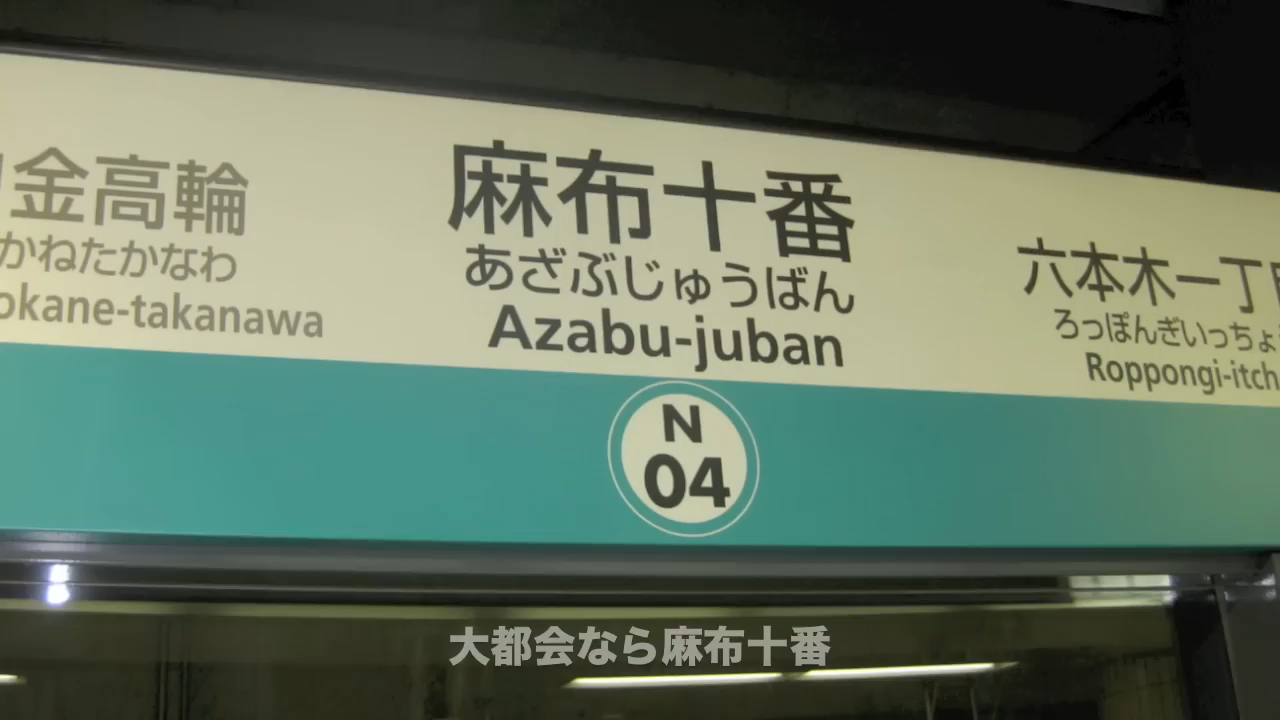 金高輪
かねたかなわ
okane-takanawa
麻布十番
あざぶじゅうばん
Azabu-juban
六本木一丁
ろっぽんぎいっちょ
Roppongi-itch
N
04
大都会なら麻布十番